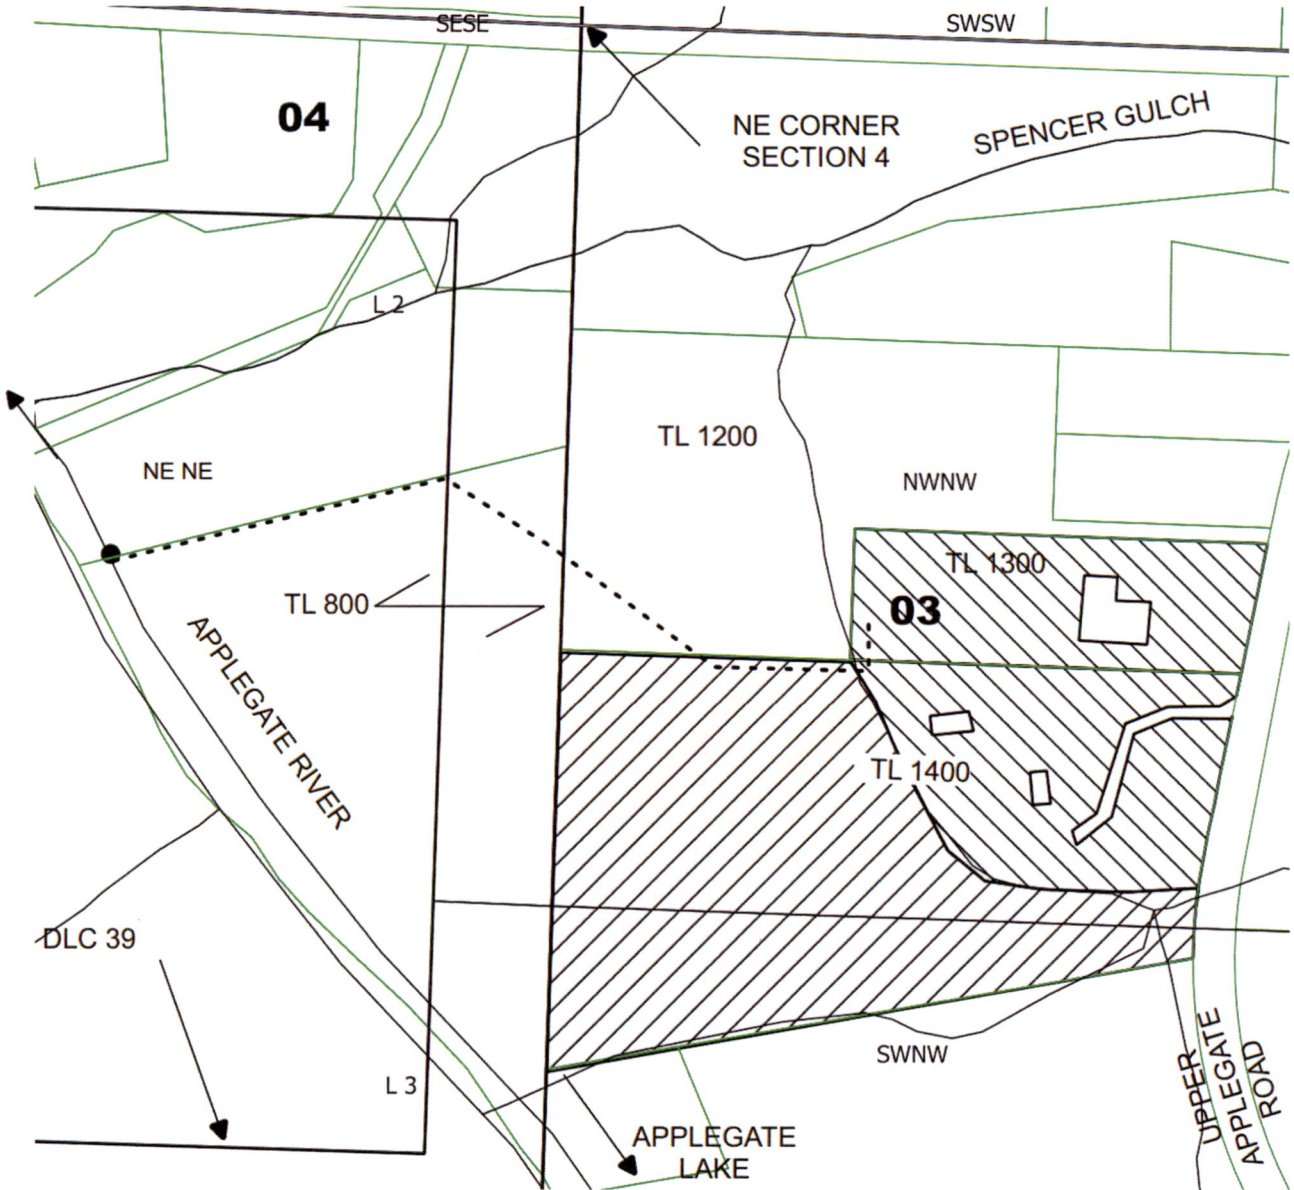 SESE
SWSW
04
NE CORNER
SECTION 4
SPENCER GULCH
L 2
TL 1200
NE NE
NWNW
TL 1300
03
TL 800
APPLEGATE RIVER
TL 1400
DLC 39
SWNW
L 3
UPPER
APPLEGATE
ROAD
APPLEGATE
LAKE